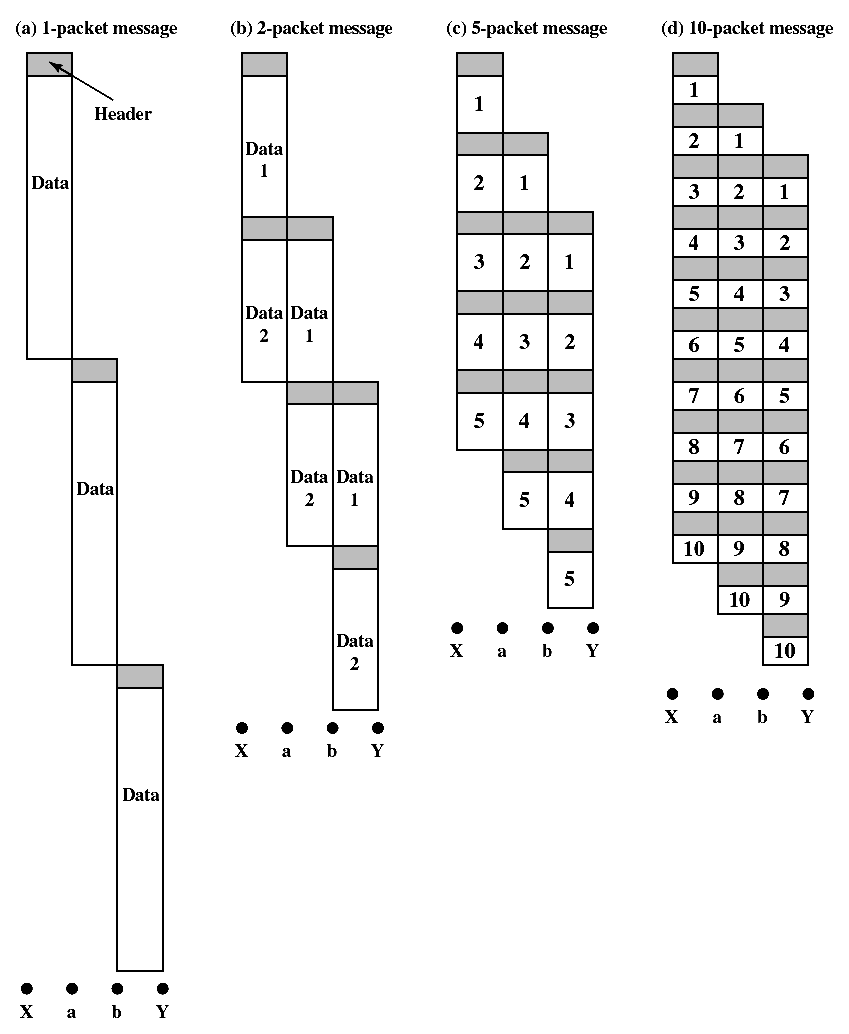 (a) 1-packet message
Header
Data
Data
Data
X a b Y
(b) 2-packet message
Data
1
Data Data
2 1
Data Data
2 1
Data
2
X a b Y
(c) 5-packet message
1
2 1
3 2 1
4 3 2
5 4 3
5 4
5
X a b Y
(d) 10-packet message
1
2 1
3 2 1
4 3 2
5 4 3
6 5 4
7 6 5
8 7 6
9 8 7
10 9 8
10 9
10
X a b Y